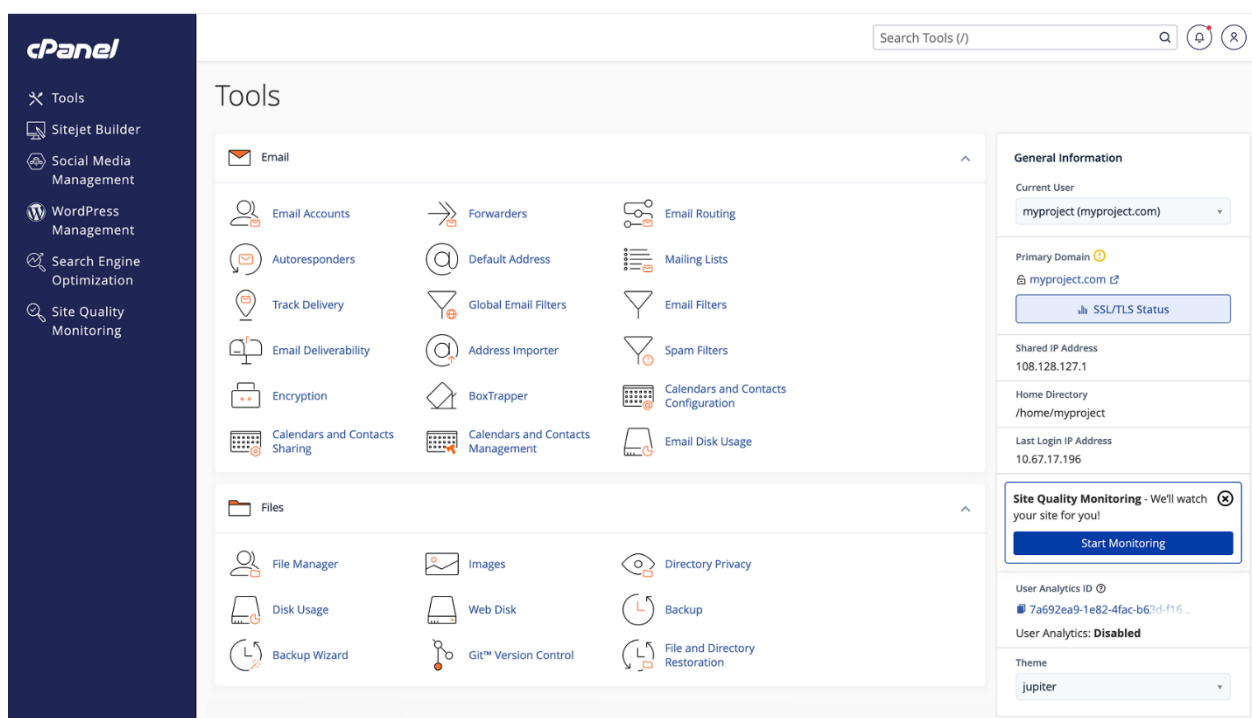 cPanel
Search Tools (/)
Tools
Sitejet Builder
Social Media
Management
WordPress
Management
Search Engine
Optimization
Site Quality
Monitoring
Tools
Email
Email Accounts
Forwarders
Email Routing
Autoresponders
Default Address
Mailing Lists
Track Delivery
Global Email Filters
Email Filters
Email Deliverability
Address Importer
Spam Filters
Encryption
BoxTrapper
Calendars and Contacts
Configuration
Calendars and Contacts
Sharing
Calendars and Contacts
Management
Email Disk Usage
Files
File Manager
Images
Directory Privacy
Disk Usage
Web Disk
Backup
Backup Wizard
Git™ Version Control
File and Directory
Restoration
General Information
Current User
myproject (myproject.com)
Primary Domain
myproject.com
SSL/TLS Status
Shared IP Address
108.128.127.1
Home Directory
/home/myproject
Last Login IP Address
10.67.17.196
Site Quality Monitoring - We'll watch
your site for you!
Start Monitoring
User Analytics ID
7a692ea9-1e82-4fac-b63d-f16...
User Analytics: Disabled
Theme
jupiter